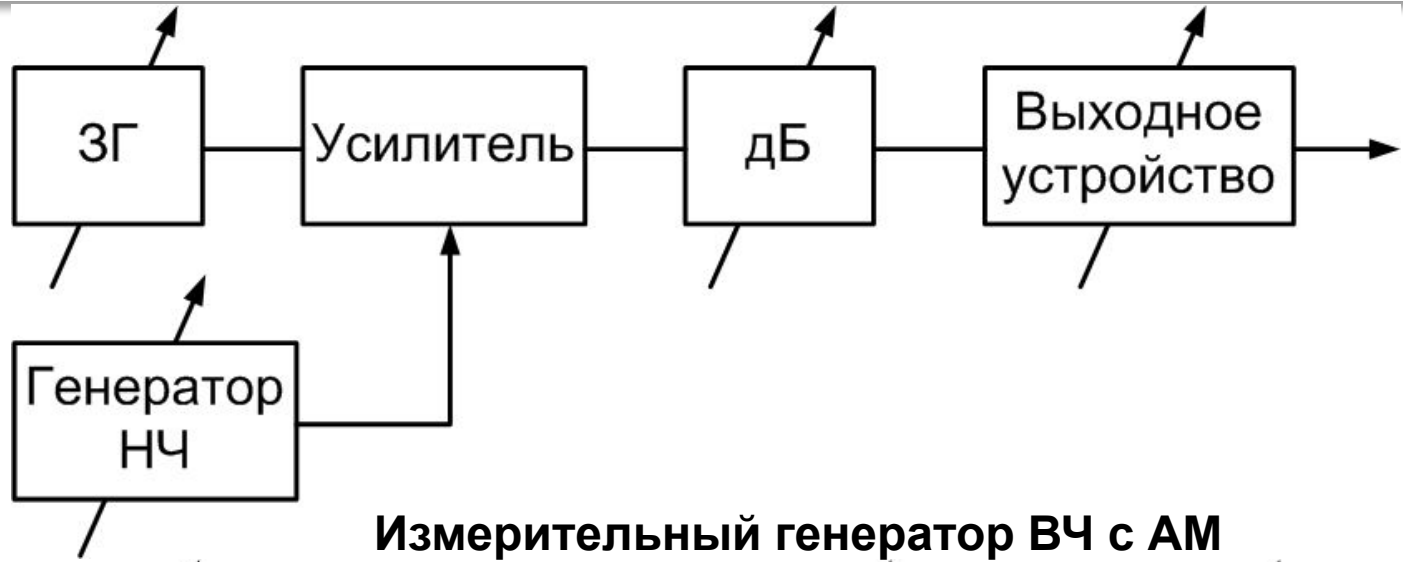 ЗГ
Усилитель
дБ
Выходное
устройство
Генератор
НЧ
Измерительный генератор ВЧ с АМ